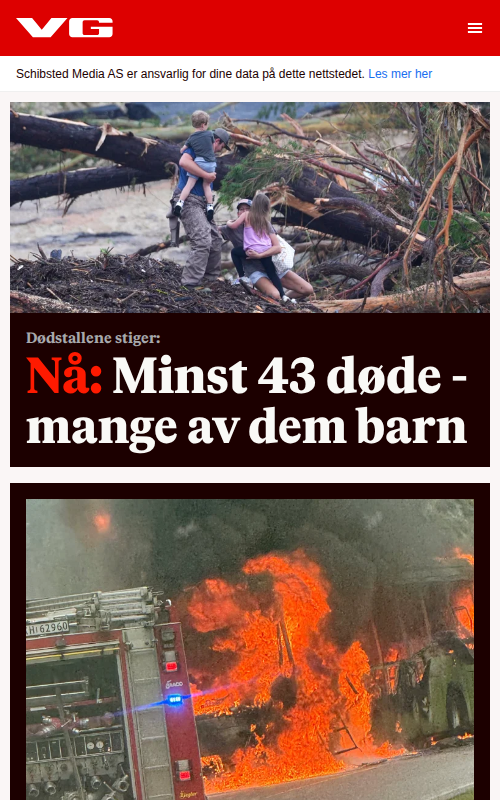 VG
Schibsted Media AS er ansvarlig for dine data på dette nettstedet. Les mer her
Dødstallene stiger:
Nå: Minst 43 døde -
mange av dem barn
62960
Ziegler